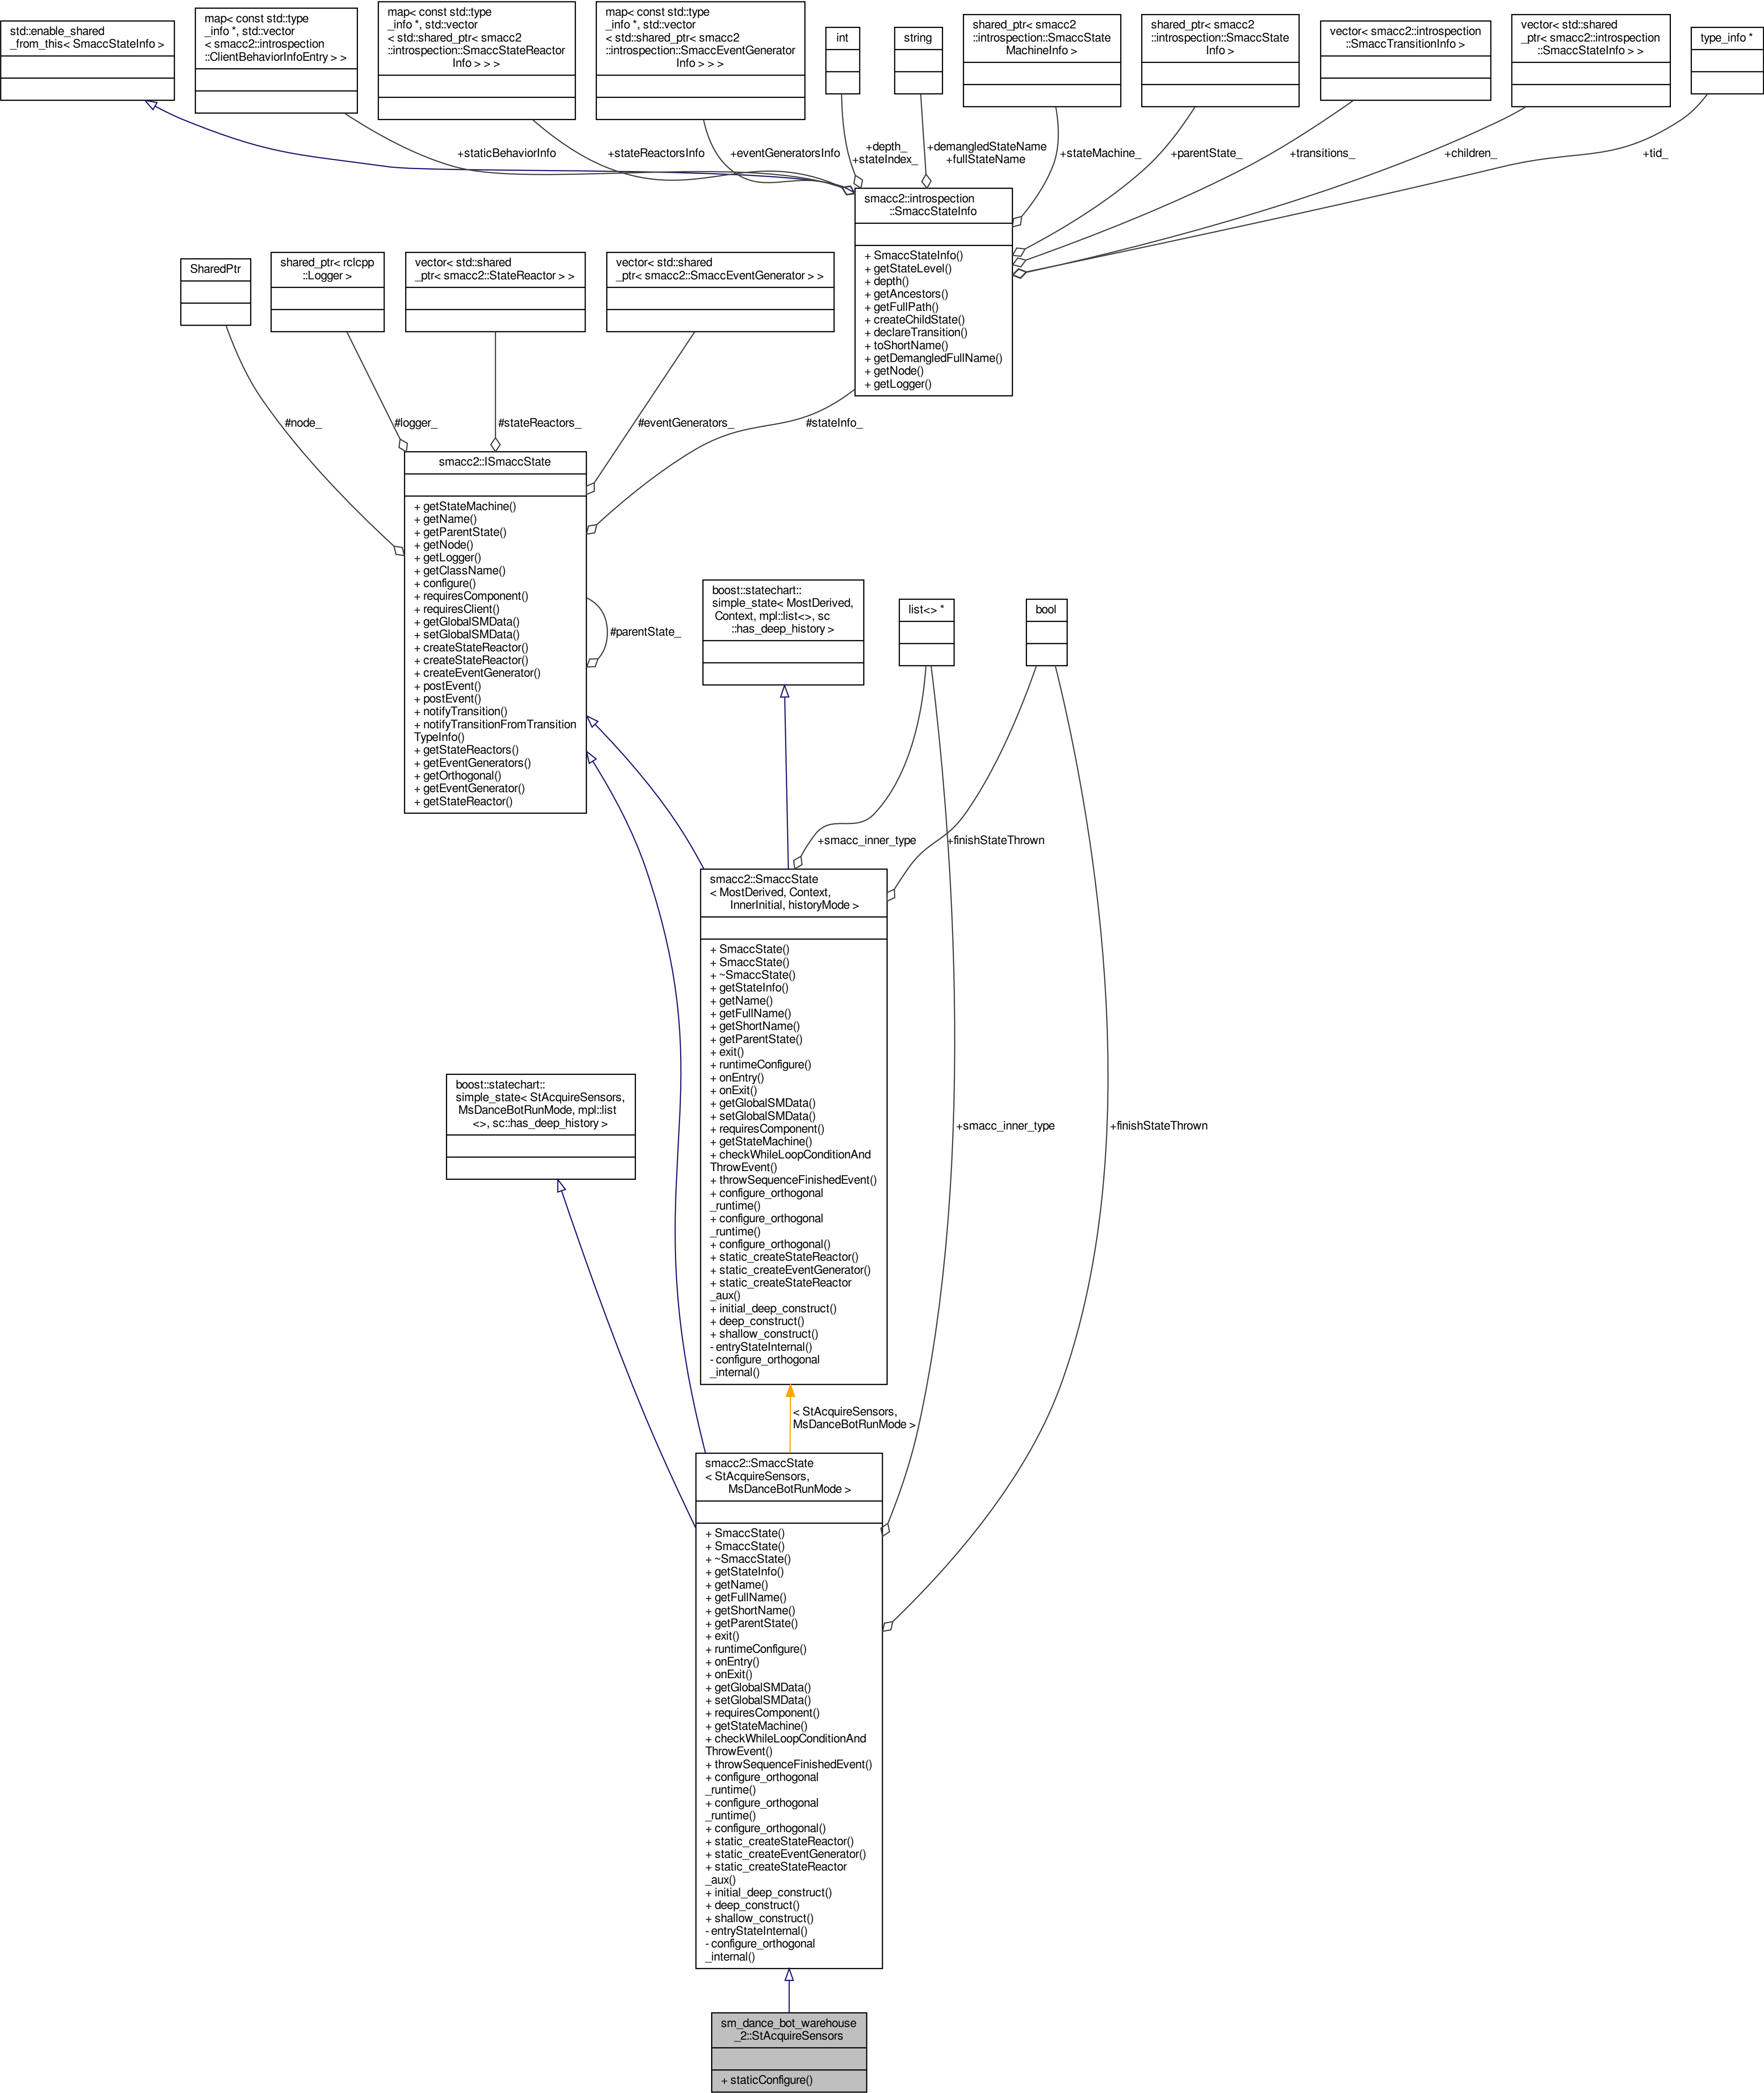 std::enable_shared
_from_this< SmaccStateInfo >
map< const std::type
_info *, std::vector
< smacc2::introspection
::ClientBehaviorInfoEntry > >
map< const std::type
_info *, std::vector
< std::shared_ptr< smacc2
::introspection::SmaccStateReactor
Info > > >
map< const std::type
_info *, std::vector
< std::shared_ptr< smacc2
::introspection::SmaccEventGenerator
Info > > >
int
string
shared_ptr< smacc2
::introspection::SmaccState
MachineInfo >
shared_ptr< smacc2
::introspection::SmaccState
Info >
vector< smacc2::introspection
::SmaccTransitionInfo >
vector< std::shared
_ptr< smacc2::introspection
::SmaccStateInfo > >
type_info *
+staticBehaviorInfo
+stateReactorsInfo
+eventGeneratorsInfo
+depth_
+stateIndex_
+demangledStateName
+fullStateName
+stateMachine_
+parentState_
+transitions_
+children_
+tid_
smacc2::introspection
::SmaccStateInfo
+ SmaccStateInfo()
+ getStateLevel()
+ depth()
+ getAncestors()
+ getFullPath()
+ createChildState()
+ declareTransition()
+ toShortName()
+ getDemangledFullName()
+ getNode()
+ getLogger()
SharedPtr
shared_ptr< rclcpp
::Logger >
vector< std::shared
_ptr< smacc2::StateReactor > >
vector< std::shared
_ptr< smacc2::SmaccEventGenerator > >
#node_
#logger_
#stateReactors_
#eventGenerators_
#stateInfo_
smacc2::ISmaccState
+ getStateMachine()
+ getName()
+ getParentState()
+ getNode()
+ getLogger()
+ getClassName()
+ configure()
+ requiresComponent()
+ requiresClient()
+ getGlobalSMData()
+ setGlobalSMData()
+ createStateReactor()
+ createStateReactor()
+ createEventGenerator()
+ postEvent()
+ postEvent()
+ notifyTransition()
+ notifyTransitionFromTransition
TypeInfo()
+ getStateReactors()
+ getEventGenerators()
+ getOrthogonal()
+ getEventGenerator()
+ getStateReactor()
#parentState_
boost::statechart::
simple_state< MostDerived,
Context, mpl::list<>, sc
::has_deep_history >
list<> *
bool
+smacc_inner_type
+finishStateThrown
smacc2::SmaccState
< MostDerived, Context,
InnerInitial, historyMode >
+ SmaccState()
+ SmaccState()
+ ~SmaccState()
+ getStateInfo()
+ getName()
+ getFullName()
+ getShortName()
+ getParentState()
+ exit()
+ runtimeConfigure()
+ onEntry()
+ onExit()
+ getGlobalSMData()
+ setGlobalSMData()
+ requiresComponent()
+ getStateMachine()
+ checkWhileLoopConditionAnd
ThrowEvent()
+ throwSequenceFinishedEvent()
+ configure_orthogonal
_runtime()
+ configure_orthogonal
_runtime()
+ configure_orthogonal()
+ static_createStateReactor()
+ static_createEventGenerator()
+ static_createStateReactor
_aux()
+ initial_deep_construct()
+ deep_construct()
+ shallow_construct()
- entryStateInternal()
- configure_orthogonal
_internal()
boost::statechart::
simple_state< StAcquireSensors,
MsDanceBotRunMode, mpl::list
<>, sc::has_deep_history >
+smacc_inner_type
+finishStateThrown
< StAcquireSensors,
MsDanceBotRunMode >
smacc2::SmaccState
< StAcquireSensors,
MsDanceBotRunMode >
+ SmaccState()
+ SmaccState()
+ ~SmaccState()
+ getStateInfo()
+ getName()
+ getFullName()
+ getShortName()
+ getParentState()
+ exit()
+ runtimeConfigure()
+ onEntry()
+ onExit()
+ getGlobalSMData()
+ setGlobalSMData()
+ requiresComponent()
+ getStateMachine()
+ checkWhileLoopConditionAnd
ThrowEvent()
+ throwSequenceFinishedEvent()
+ configure_orthogonal
_runtime()
+ configure_orthogonal
_runtime()
+ configure_orthogonal()
+ static_createStateReactor()
+ static_createEventGenerator()
+ static_createStateReactor
_aux()
+ initial_deep_construct()
+ deep_construct()
+ shallow_construct()
- entryStateInternal()
- configure_orthogonal
_internal()
sm_dance_bot_warehouse
_2::StAcquireSensors
+ staticConfigure()